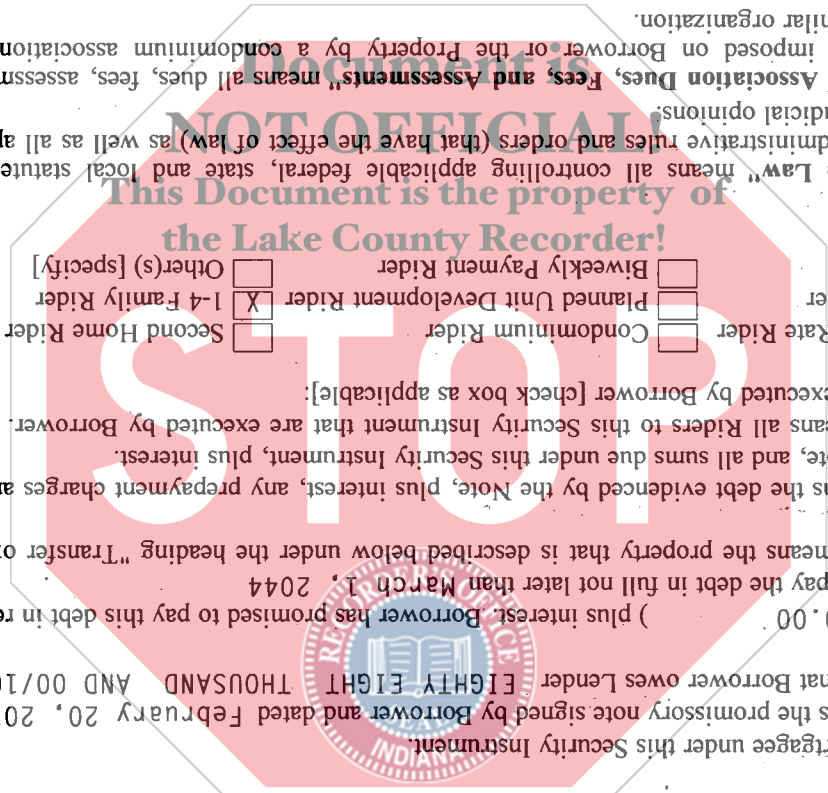 rtgagee under this Security Instrument.
s the promissory note signed by Borrower and dated February 20, 20
hat Borrower owes Lender EIGHTY EIGHT THOUSAND AND 00/10
0.00 ) plus interest. Borrower has promised to pay this debt in re
pay the debt in full not later than March 1, 2044 .
means the property that is described below under the heading "Transfer o
ns the debt evidenced by the Note, plus interest, any prepayment charges an
te, and all sums due under this Security Instrument, plus interest.
eans all Riders to this Security Instrument that are executed by Borrower.
executed by Borrower [check box as applicable]:
Rate Rider Condominium Rider Second Home Rider
er Planned Unit Development Rider X 1-4 Family Rider
Biweekly Payment Rider Other(s) [specify]
Law" means all controlling applicable federal, state and local statute
dministrative rules and orders (that have the effect of law) as well as all a
dicial opinions.
Association Dues, Fees, and Assessments" means all dues, fees, assessm
imposed on Borrower or the Property by a condominium association
milar organization.
Document is
NOT OFFICIAL!
This Document is the property of
the Lake County Recorder!
STOP
RECORDER'S OFFICE
SEAL
INDIANA